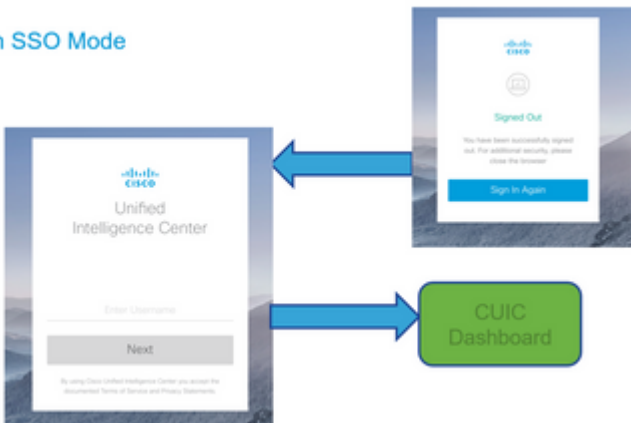 n SSO Mode
CISCO
Signed Out
You have been successfully signed
out. For additional security, please
close the browser
Sign In Again
CISCO
Unified
Intelligence Center
Enter Username
Next
By using Cisco Unified Intelligence Center you accept the
documented Terms of Service and Privacy Statements.
CUIC
Dashboard